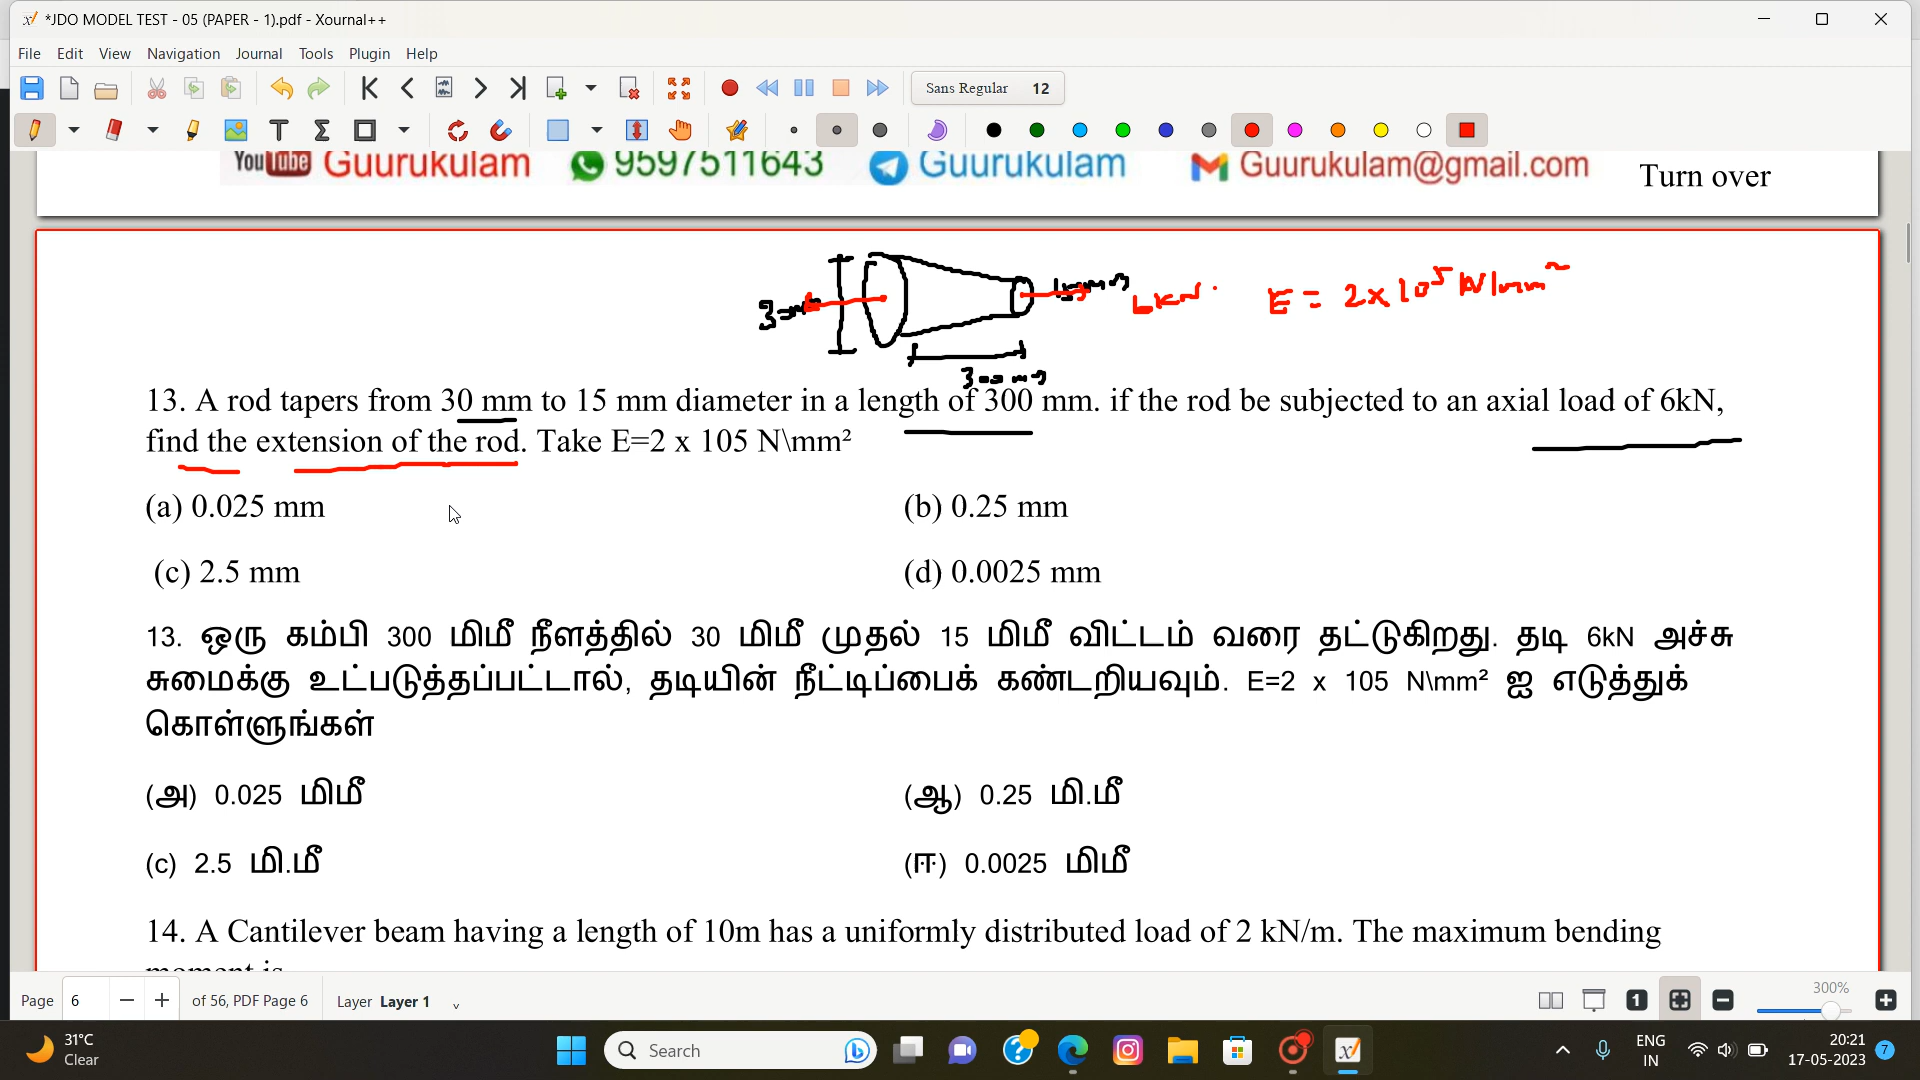 *JDO MODEL TEST - 05 (PAPER - 1).pdf - Xournal++
File Edit View Navigation Journal Tools Plugin Help
Sans Regular 12
YouTube Guurukulam 9597511643 Guurukulam Guurukulam@gmail.com
Turn over
E = 2x10⁵ N/mm²
6kN
300 mm
13. A rod tapers from 30 mm to 15 mm diameter in a length of 300 mm. if the rod be subjected to an axial load of 6kN,
find the extension of the rod. Take E=2 x 105 N\mm²
(a) 0.025 mm (b) 0.25 mm
(c) 2.5 mm (d) 0.0025 mm
13. ஒரு கம்பி 300 மிமீ நீளத்தில் 30 மிமீ முதல் 15 மிமீ விட்டம் வரை தட்டுகிறது. தடி 6kN அச்சு
சுமைக்கு உட்படுத்தப்பட்டால், தடியின் நீட்டிப்பைக் கண்டறியவும். E=2 x 105 N\mm² ஐ எடுத்துக்
கொள்ளுங்கள்
(அ) 0.025 மிமீ (ஆ) 0.25 மி.மீ
(c) 2.5 மி.மீ (ஈ) 0.0025 மிமீ
14. A Cantilever beam having a length of 10m has a uniformly distributed load of 2 kN/m. The maximum bending
moment is
Page 6 of 56, PDF Page 6 Layer Layer 1 300%
31°C
Clear
Search
ENG
IN
20:21
17-05-2023
7